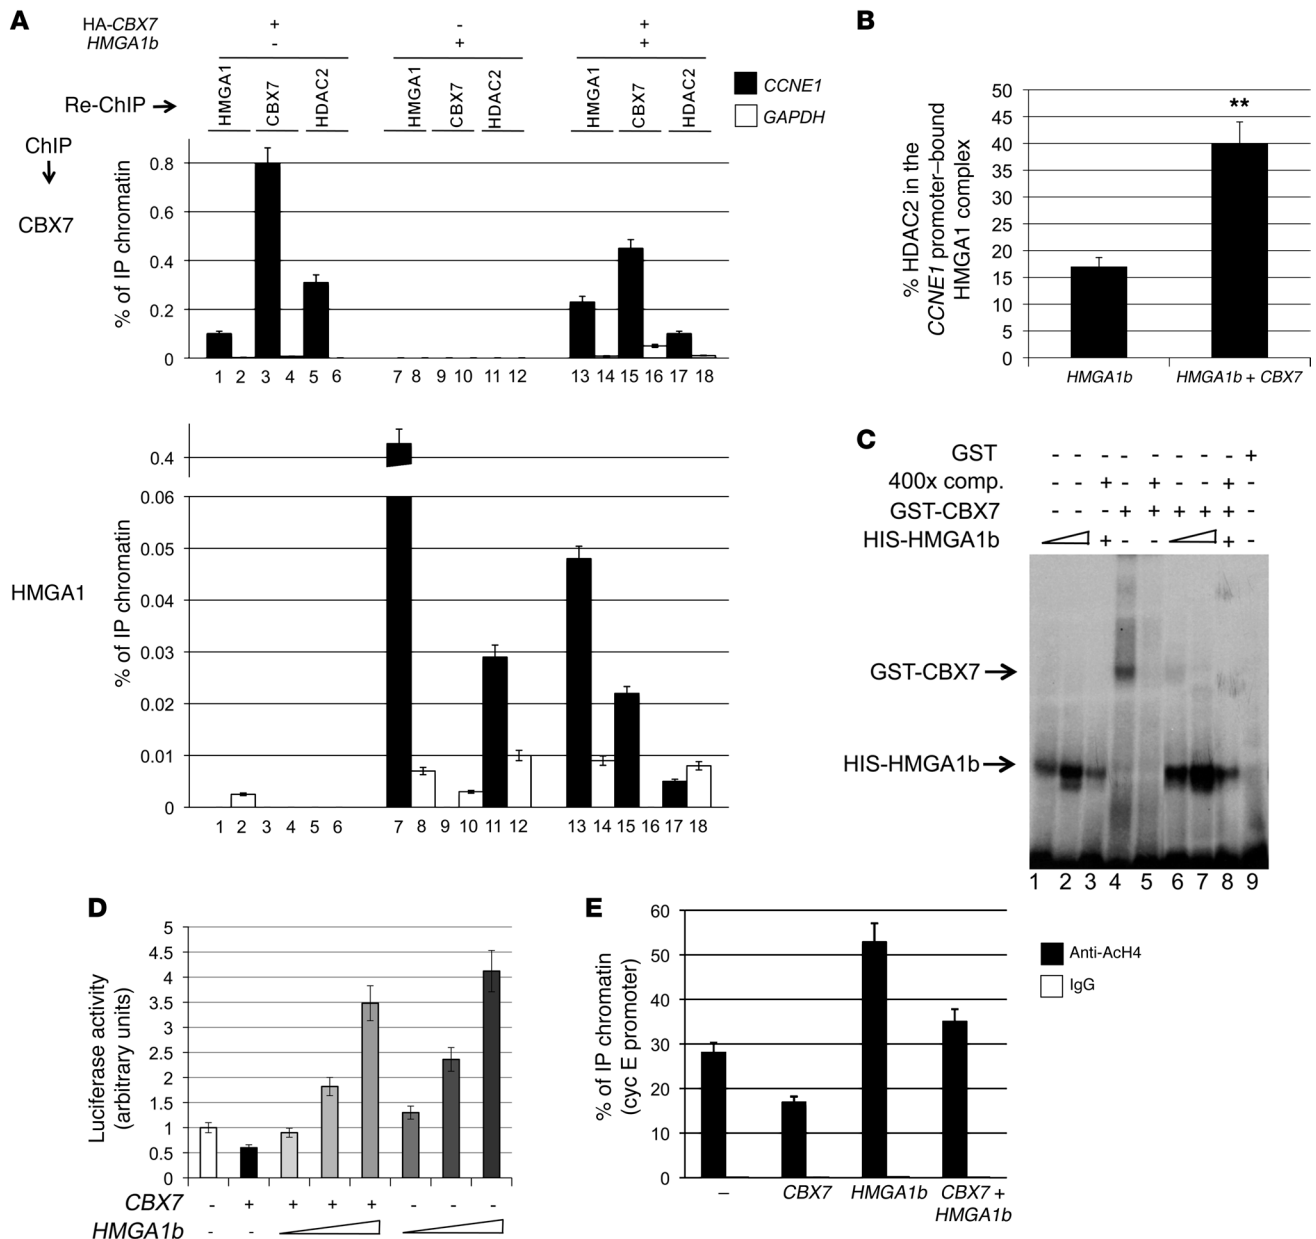 A
HA-CBX7 + - +
HMGA1b - + +
Re-ChIP → HMGA1 CBX7 HDAC2 HMGA1 CBX7 HDAC2 HMGA1 CBX7 HDAC2
CCNE1
GAPDH
ChIP
CBX7
% of IP chromatin
0.8
0.6
0.4
0.2
0
1 2 3 4 5 6 7 8 9 10 11 12 13 14 15 16 17 18
HMGA1
% of IP chromatin
0.4
0.06
0.05
0.04
0.03
0.02
0.01
0
1 2 3 4 5 6 7 8 9 10 11 12 13 14 15 16 17 18
B
% HDAC2 in the
CCNE1 promoter–bound
HMGA1 complex
50
45
40
35
30
25
20
15
10
5
0
**
HMGA1b HMGA1b + CBX7
C
GST - - - - - - - - +
400x comp. - - + - + - - + -
GST-CBX7 - - - + + + + + -
HIS-HMGA1b + - - + -
GST-CBX7 →
HIS-HMGA1b →
1 2 3 4 5 6 7 8 9
D
Luciferase activity
(arbitrary units)
5
4.5
4
3.5
3
2.5
2
1.5
1
0.5
0
CBX7 - + + + + - - -
HMGA1b - -
E
% of IP chromatin
(cyc E promoter)
60
50
40
30
20
10
0
Anti-AcH4
IgG
– CBX7 HMGA1b CBX7 +
HMGA1b